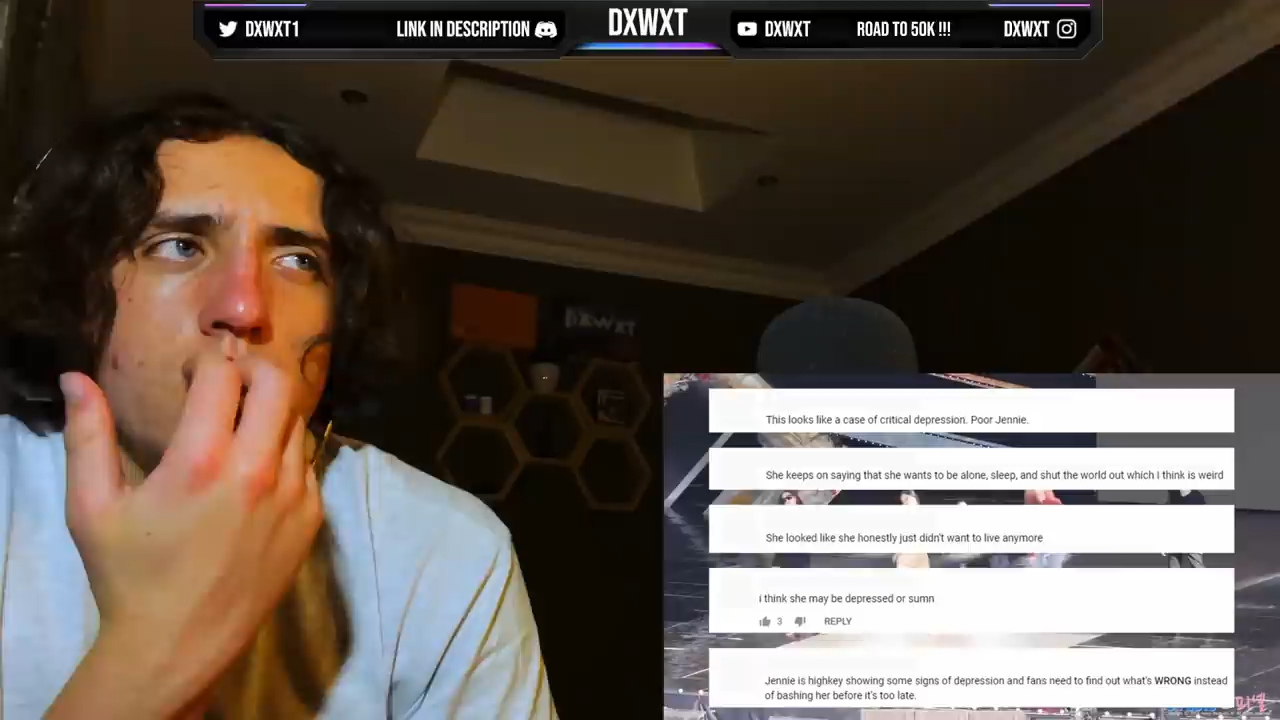 DXWXT1
LINK IN DESCRIPTION
DXWXT
DXWXT
ROAD TO 50K !!!
DXWXT
DXWXT
This looks like a case of critical depression. Poor Jennie.
She keeps on saying that she wants to be alone, sleep, and shut the world out which I think is weird
She looked like she honestly just didn't want to live anymore
i think she may be depressed or sumn
3 REPLY
Jennie is highkey showing some signs of depression and fans need to find out what's WRONG instead
of bashing her before it's too late.